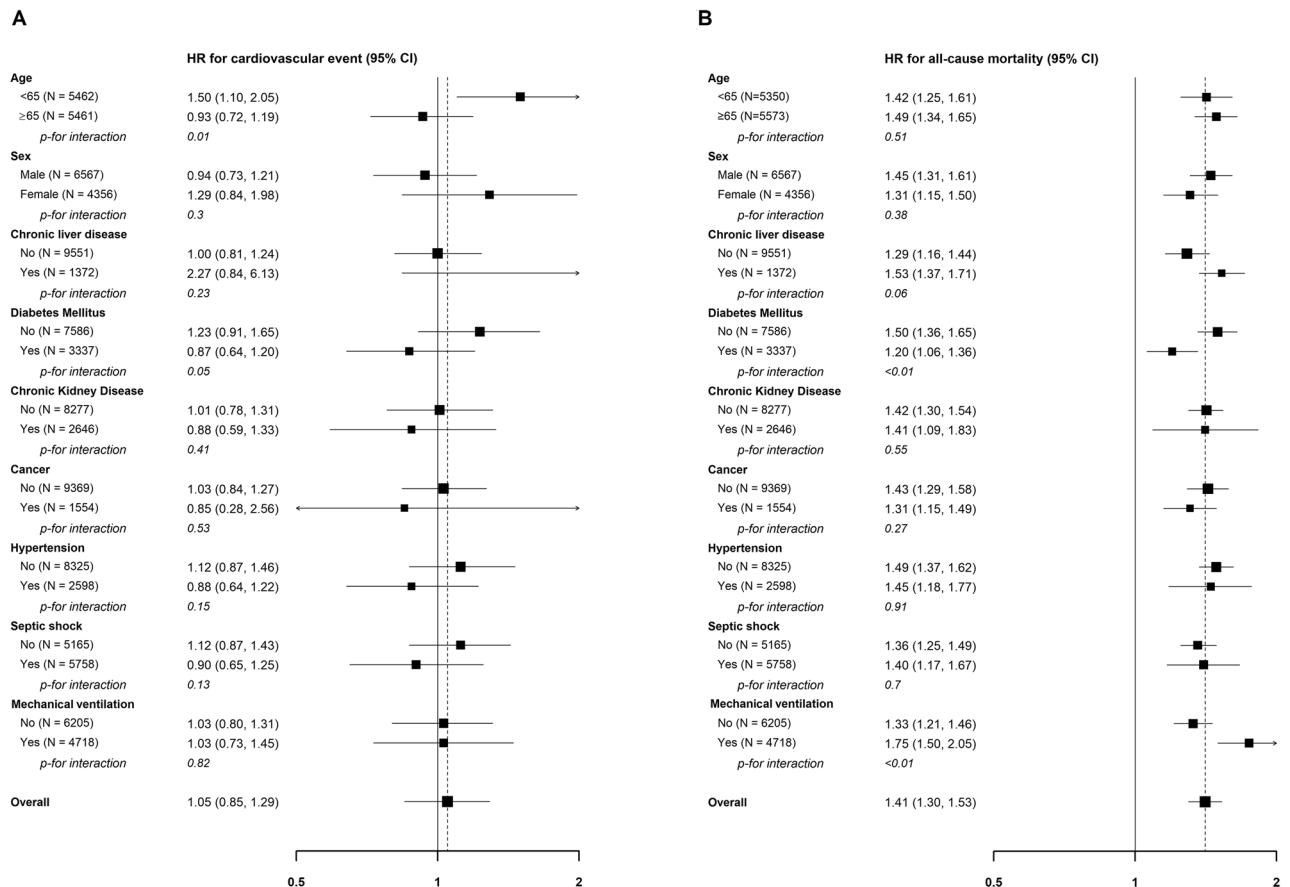 A
HR for cardiovascular event (95% CI)
Age
<65 (N = 5462) 1.50 (1.10, 2.05)
≥65 (N = 5461) 0.93 (0.72, 1.19)
p-for interaction 0.01
Sex
Male (N = 6567) 0.94 (0.73, 1.21)
Female (N = 4356) 1.29 (0.84, 1.98)
p-for interaction 0.3
Chronic liver disease
No (N = 9551) 1.00 (0.81, 1.24)
Yes (N = 1372) 2.27 (0.84, 6.13)
p-for interaction 0.23
Diabetes Mellitus
No (N = 7586) 1.23 (0.91, 1.65)
Yes (N = 3337) 0.87 (0.64, 1.20)
p-for interaction 0.05
Chronic Kidney Disease
No (N = 8277) 1.01 (0.78, 1.31)
Yes (N = 2646) 0.88 (0.59, 1.33)
p-for interaction 0.41
Cancer
No (N = 9369) 1.03 (0.84, 1.27)
Yes (N = 1554) 0.85 (0.28, 2.56)
p-for interaction 0.53
Hypertension
No (N = 8325) 1.12 (0.87, 1.46)
Yes (N = 2598) 0.88 (0.64, 1.22)
p-for interaction 0.15
Septic shock
No (N = 5165) 1.12 (0.87, 1.43)
Yes (N = 5758) 0.90 (0.65, 1.25)
p-for interaction 0.13
Mechanical ventilation
No (N = 6205) 1.03 (0.80, 1.31)
Yes (N = 4718) 1.03 (0.73, 1.45)
p-for interaction 0.82
Overall 1.05 (0.85, 1.29)
0.5 1 2
B
HR for all-cause mortality (95% CI)
Age
<65 (N=5350) 1.42 (1.25, 1.61)
≥65 (N=5573) 1.49 (1.34, 1.65)
p-for interaction 0.51
Sex
Male (N = 6567) 1.45 (1.31, 1.61)
Female (N = 4356) 1.31 (1.15, 1.50)
p-for interaction 0.38
Chronic liver disease
No (N = 9551) 1.29 (1.16, 1.44)
Yes (N = 1372) 1.53 (1.37, 1.71)
p-for interaction 0.06
Diabetes Mellitus
No (N = 7586) 1.50 (1.36, 1.65)
Yes (N = 3337) 1.20 (1.06, 1.36)
p-for interaction <0.01
Chronic Kidney Disease
No (N = 8277) 1.42 (1.30, 1.54)
Yes (N = 2646) 1.41 (1.09, 1.83)
p-for interaction 0.55
Cancer
No (N = 9369) 1.43 (1.29, 1.58)
Yes (N = 1554) 1.31 (1.15, 1.49)
p-for interaction 0.27
Hypertension
No (N = 8325) 1.49 (1.37, 1.62)
Yes (N = 2598) 1.45 (1.18, 1.77)
p-for interaction 0.91
Septic shock
No (N = 5165) 1.36 (1.25, 1.49)
Yes (N = 5758) 1.40 (1.17, 1.67)
p-for interaction 0.7
Mechanical ventilation
No (N = 6205) 1.33 (1.21, 1.46)
Yes (N = 4718) 1.75 (1.50, 2.05)
p-for interaction <0.01
Overall 1.41 (1.30, 1.53)
0.5 1 2